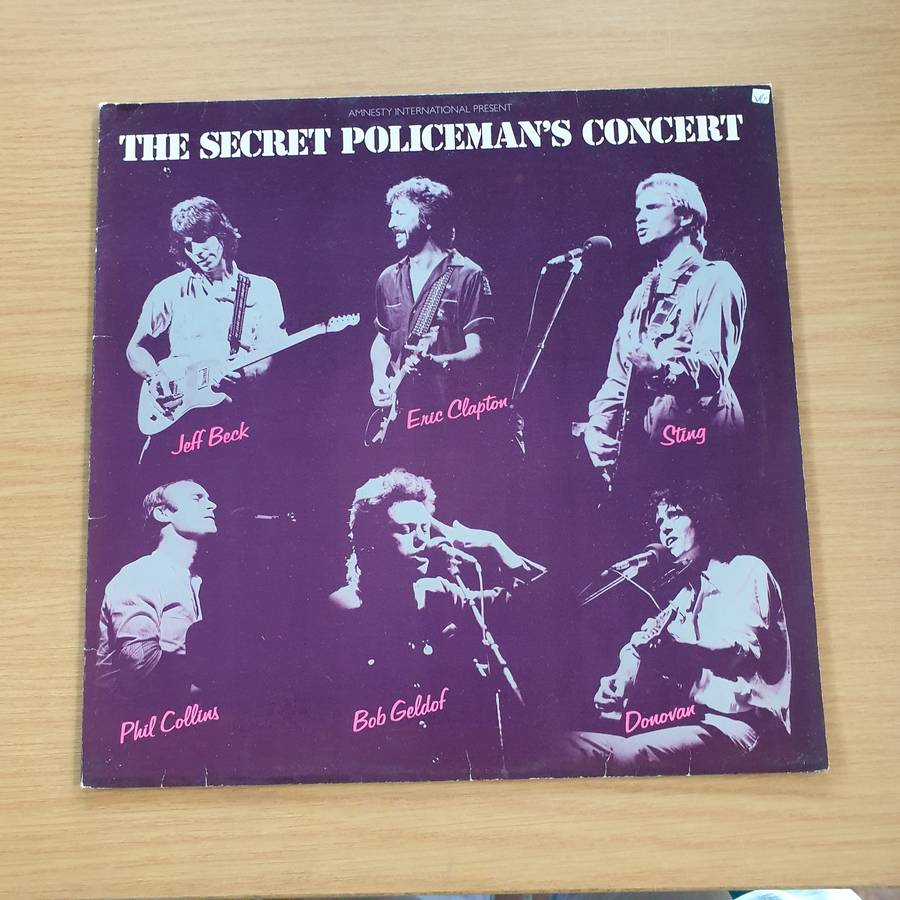 AMNESTY INTERNATIONAL PRESENT
THE SECRET POLICEMAN'S CONCERT
Jeff Beck
Eric Clapton
Sting
Phil Collins
Bob Geldof
Donovan